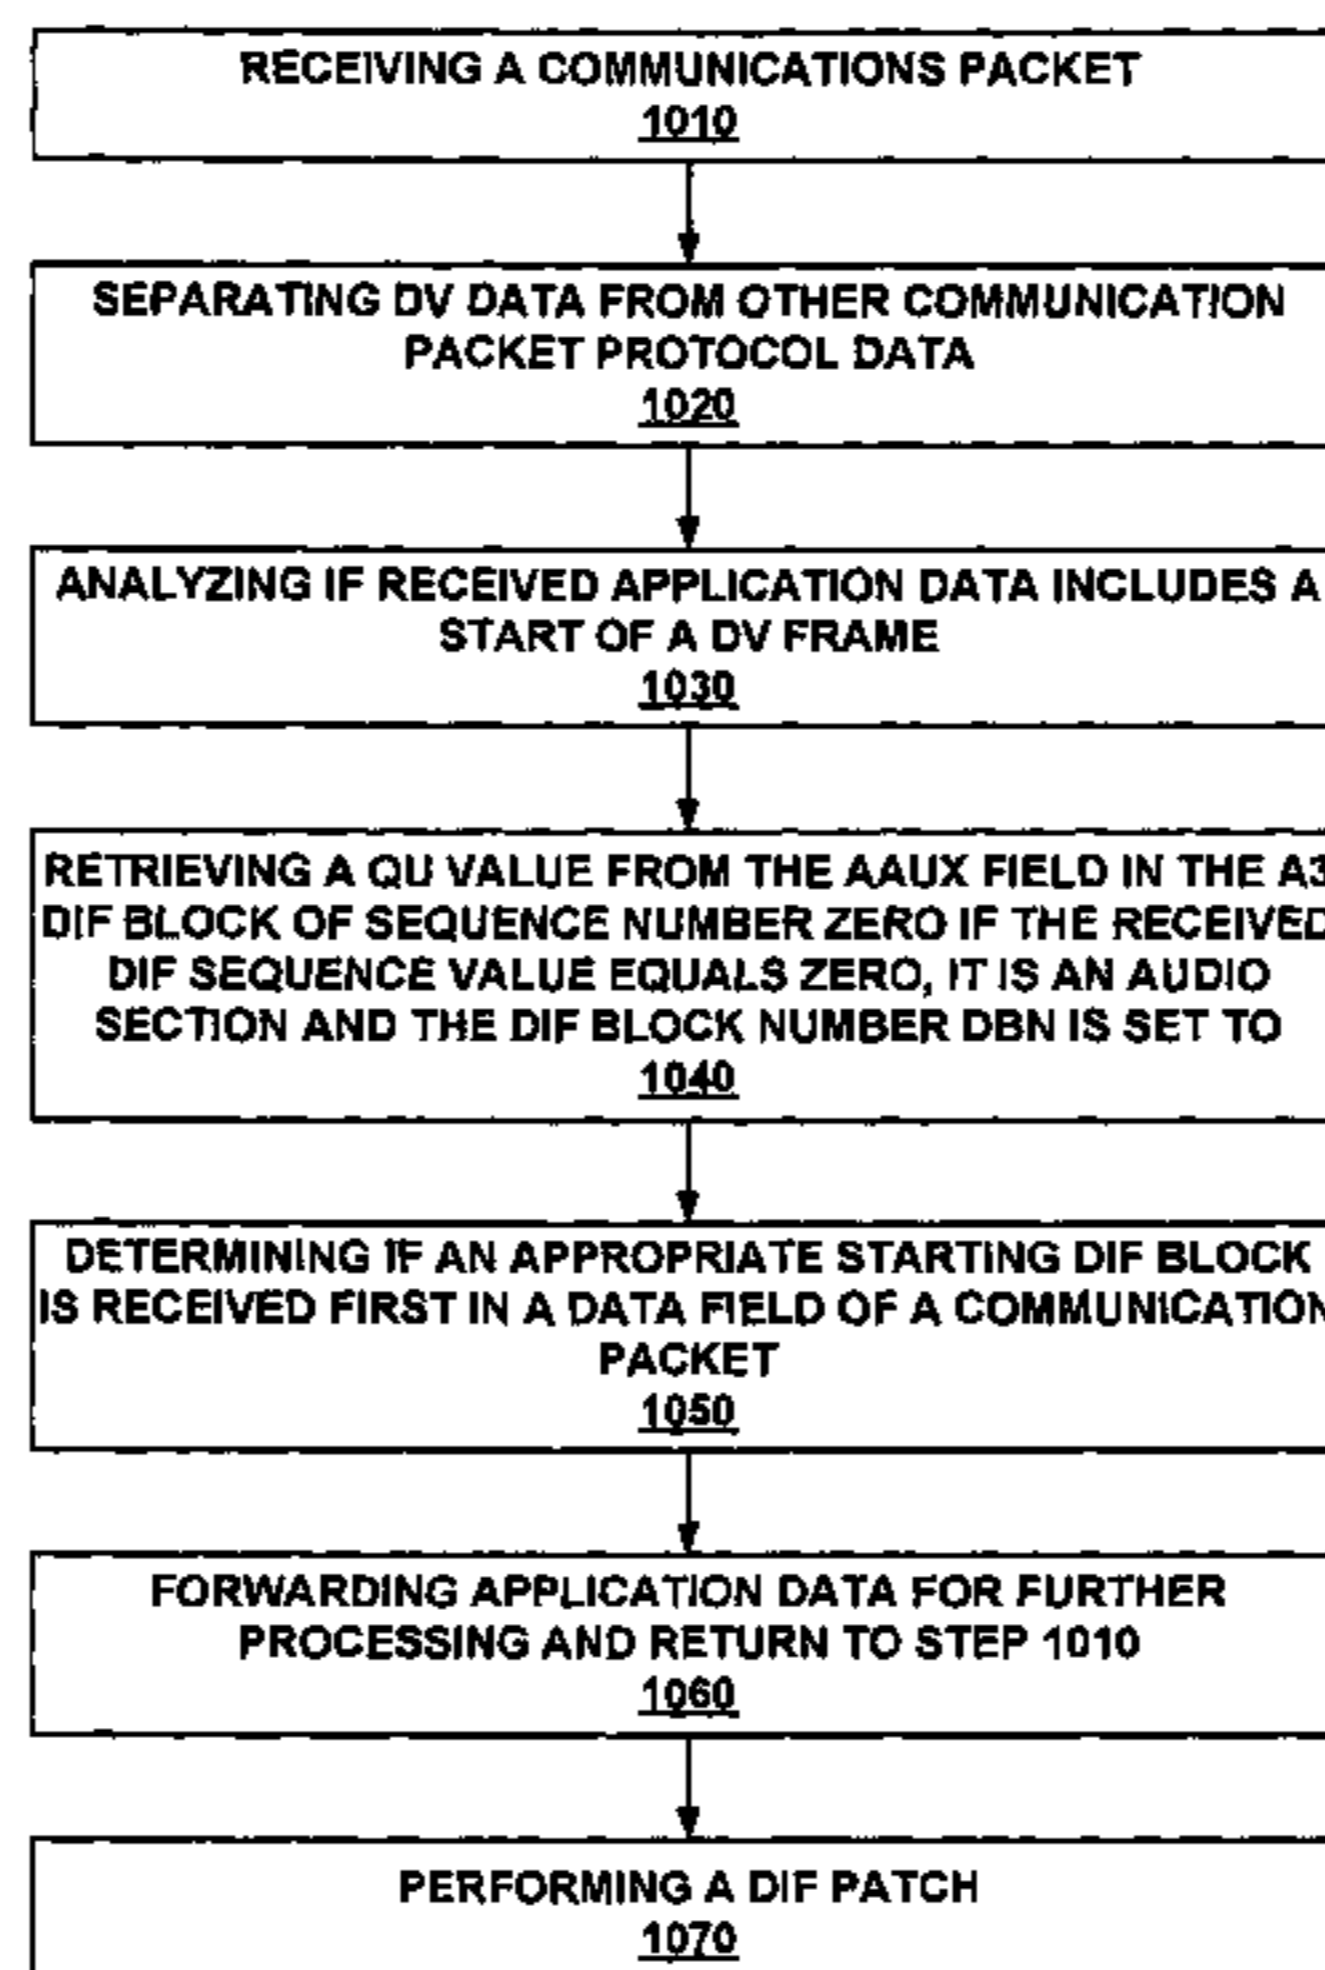 RECEIVING A COMMUNICATIONS PACKET
1010
SEPARATING DV DATA FROM OTHER COMMUNICATION
PACKET PROTOCOL DATA
1020
ANALYZING IF RECEIVED APPLICATION DATA INCLUDES A
START OF A DV FRAME
1030
RETRIEVING A QU VALUE FROM THE AAUX FIELD IN THE A3
DIF BLOCK OF SEQUENCE NUMBER ZERO IF THE RECEIVED
DIF SEQUENCE VALUE EQUALS ZERO, IT IS AN AUDIO
SECTION AND THE DIF BLOCK NUMBER DBN IS SET TO
1040
DETERMINING IF AN APPROPRIATE STARTING DIF BLOCK
IS RECEIVED FIRST IN A DATA FIELD OF A COMMUNICATION
PACKET
1050
FORWARDING APPLICATION DATA FOR FURTHER
PROCESSING AND RETURN TO STEP 1010
1060
PERFORMING A DIF PATCH
1070